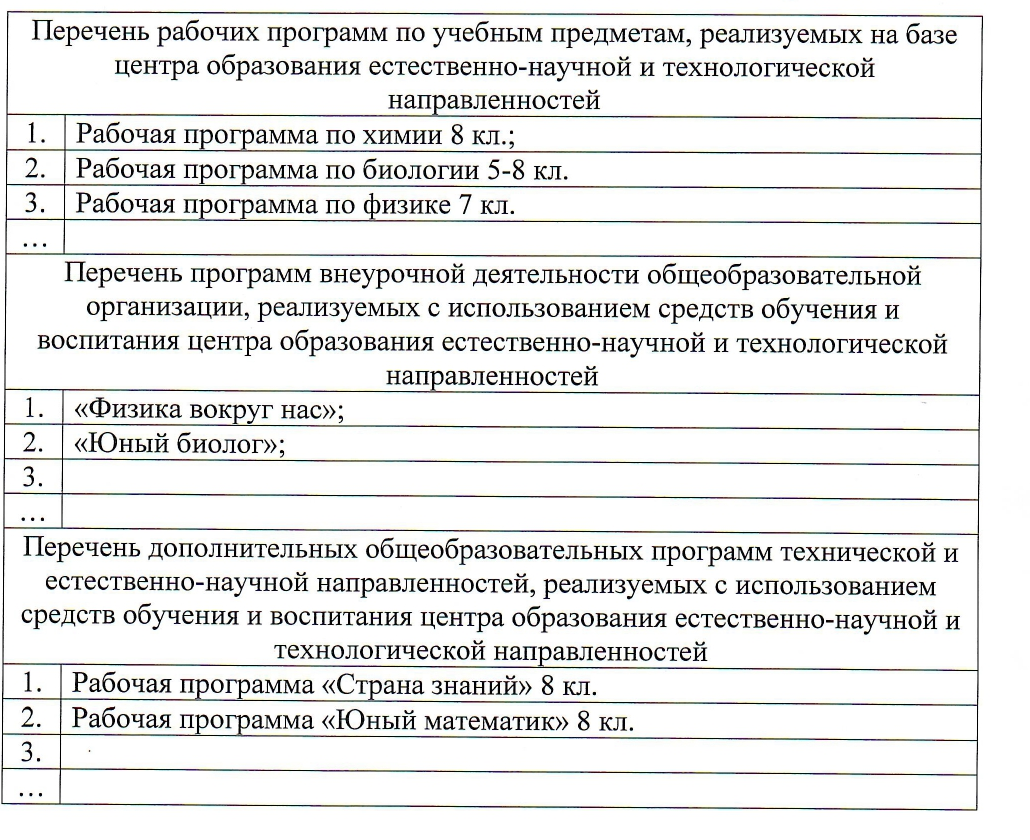 Перечень рабочих программ по учебным предметам, реализуемых на базе
центра образования естественно-научной и технологической
направленностей
1. Рабочая программа по химии 8 кл.;
2. Рабочая программа по биологии 5-8 кл.
3. Рабочая программа по физике 7 кл.
…
Перечень программ внеурочной деятельности общеобразовательной
организации, реализуемых с использованием средств обучения и
воспитания центра образования естественно-научной и технологической
направленностей
1. «Физика вокруг нас»;
2. «Юный биолог»;
3.
…
Перечень дополнительных общеобразовательных программ технической и
естественно-научной направленностей, реализуемых с использованием
средств обучения и воспитания центра образования естественно-научной и
технологической направленностей
1. Рабочая программа «Страна знаний» 8 кл.
2. Рабочая программа «Юный математик» 8 кл.
3.
…